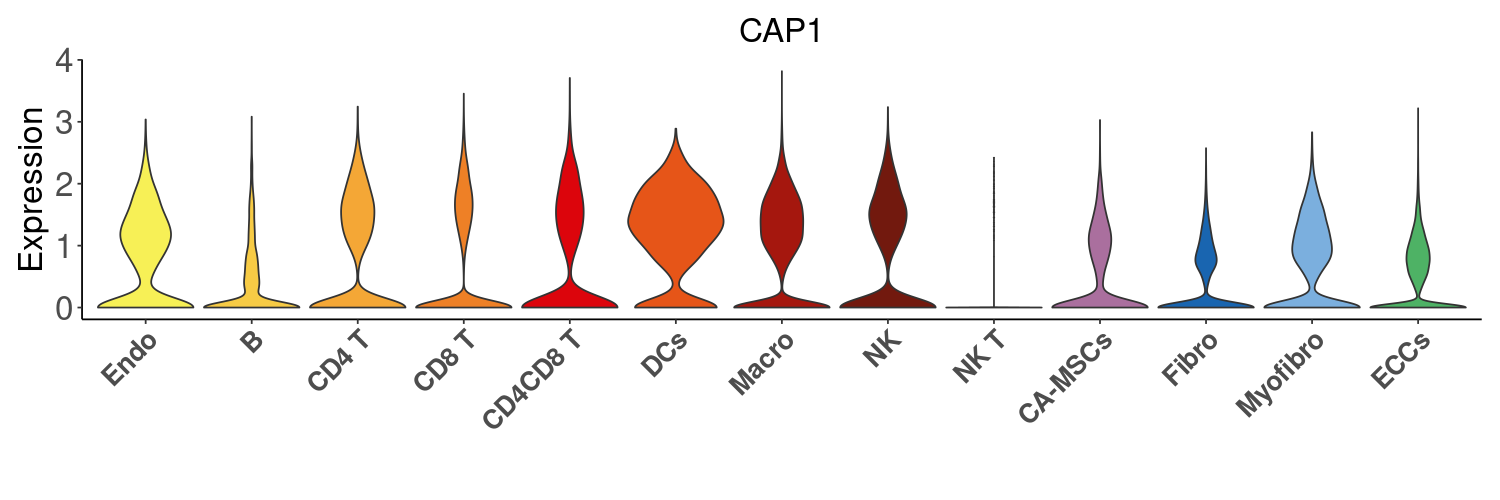 CAP1
Expression
4
3
2
1
0
Endo
B
CD4 T
CD8 T
CD4CD8 T
DCs
Macro
NK
NK T
CA-MSCs
Fibro
Myofibro
ECCs